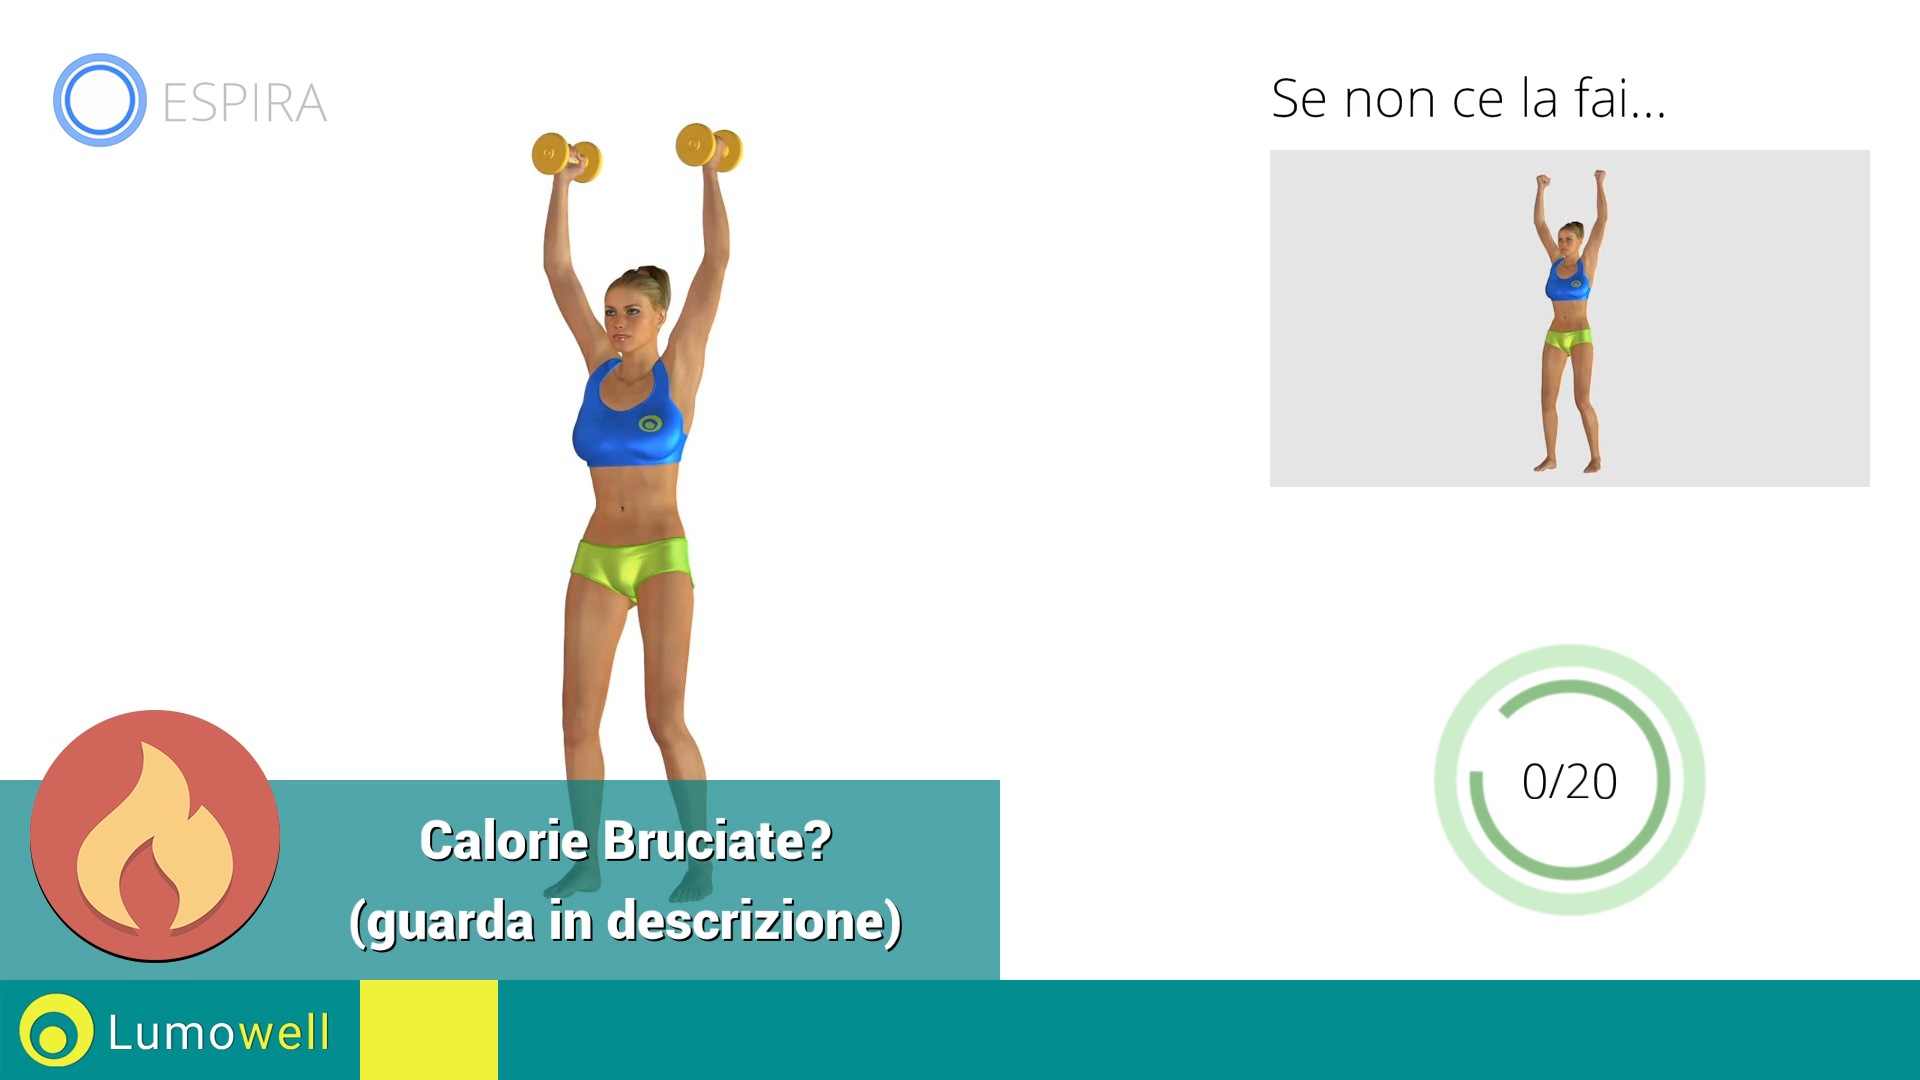 ESPIRA
Se non ce la fai...
0/20
Calorie Bruciate?
(guarda in descrizione)
Lumowell